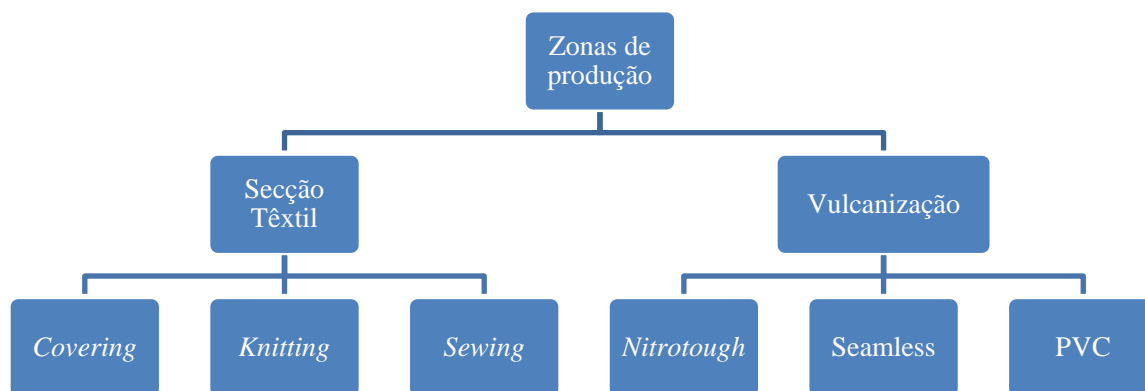 Zonas de
produção
Secção
Têxtil
Vulcanização
Covering
Knitting
Sewing
Nitrotough
Seamless
PVC